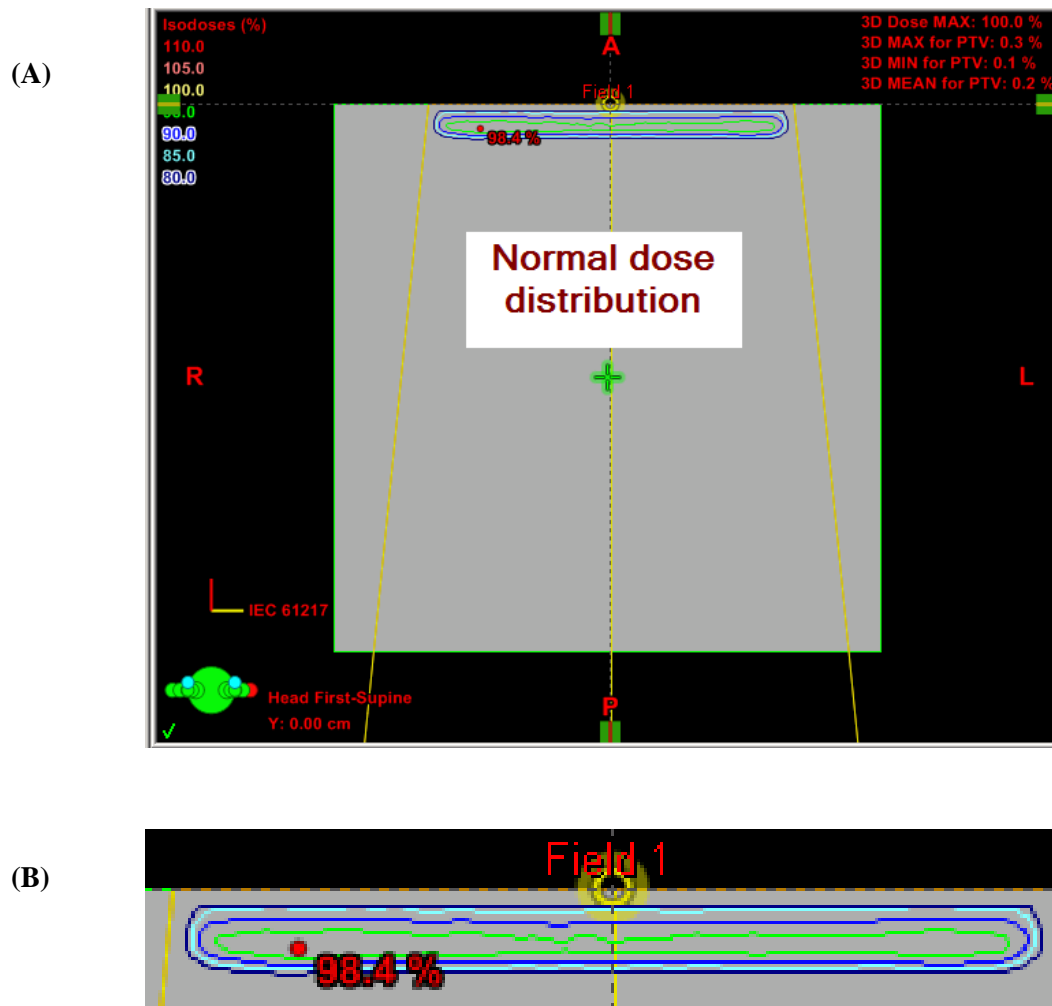 (A)
Isodoses (%)
110.0
105.0
100.0
95.0
90.0
85.0
80.0
A
Field 1
3D Dose MAX: 100.0 %
3D MAX for PTV: 0.3 %
3D MIN for PTV: 0.1 %
3D MEAN for PTV: 0.2 %
98.4 %
Normal dose
distribution
R
L
IEC 61217
Head First-Supine
Y: 0.00 cm
P
(B)
Field 1
98.4 %